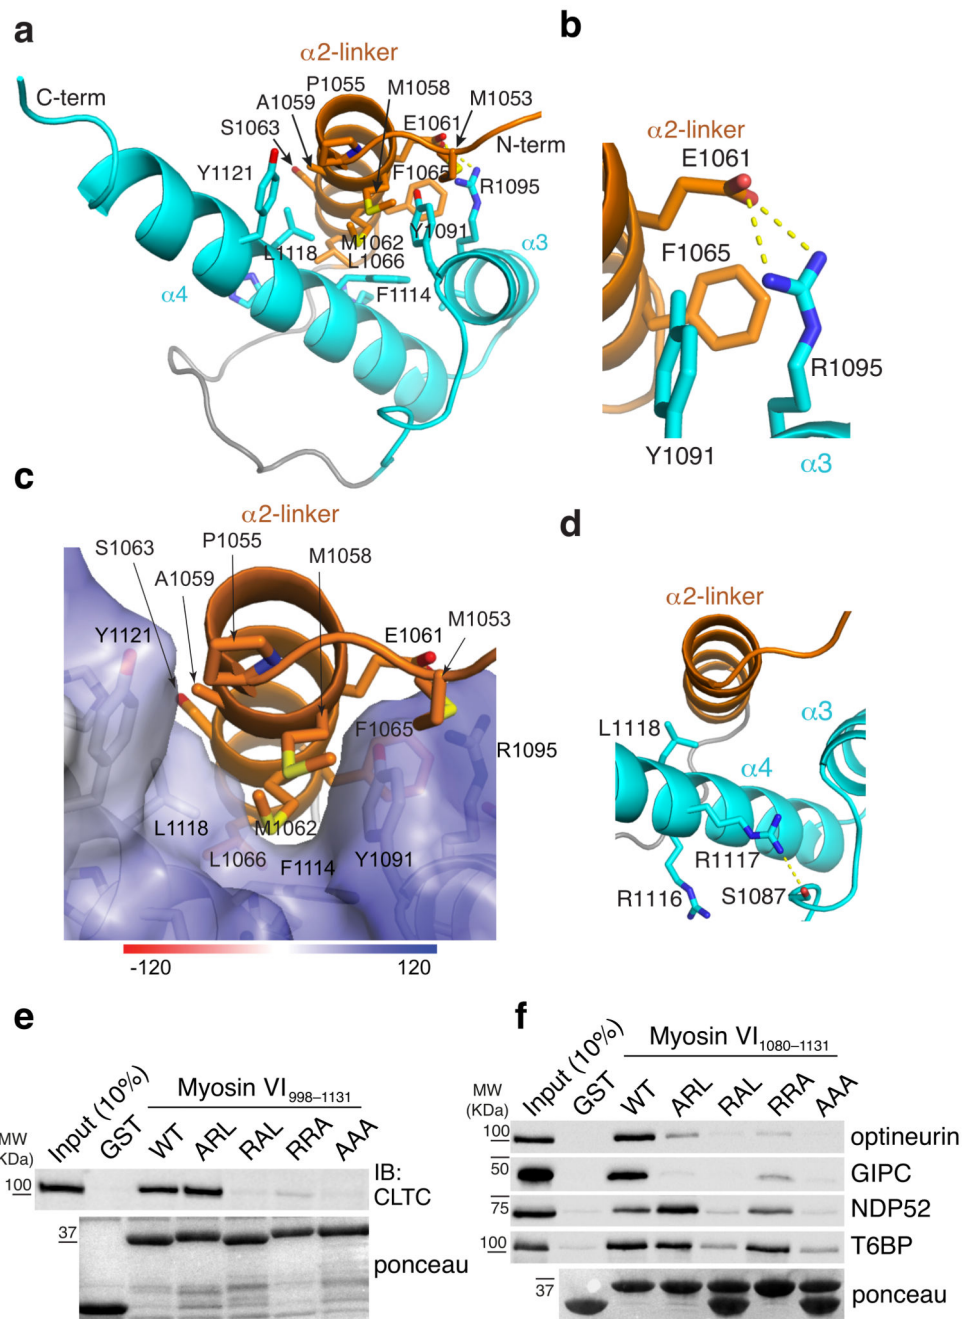 a
α2-linker
P1055
M1058
C-term
A1059
M1053
S1063
E1061
N-term
Y1121
F1065
R1095
M1062
Y1091
L1118
L1066
α3
α4
F1114
b
α2-linker
E1061
F1065
R1095
Y1091
α3
c
α2-linker
P1055
S1063
M1058
A1059
M1053
Y1121
E1061
F1065
R1095
L1118
M1062
L1066
F1114
Y1091
-120
120
d
α2-linker
α3
L1118
α4
R1117
R1116
S1087
e
Input (10%)
GST
Myosin VI998–1131
WT
ARL
RAL
RRA
AAA
MW
KDa)
100
IB:
CLTC
37
ponceau
f
Input (10%)
GST
Myosin VI1080–1131
WT
ARL
RAL
RRA
AAA
MW
(KDa)
100
optineurin
50
GIPC
75
NDP52
100
T6BP
37
ponceau